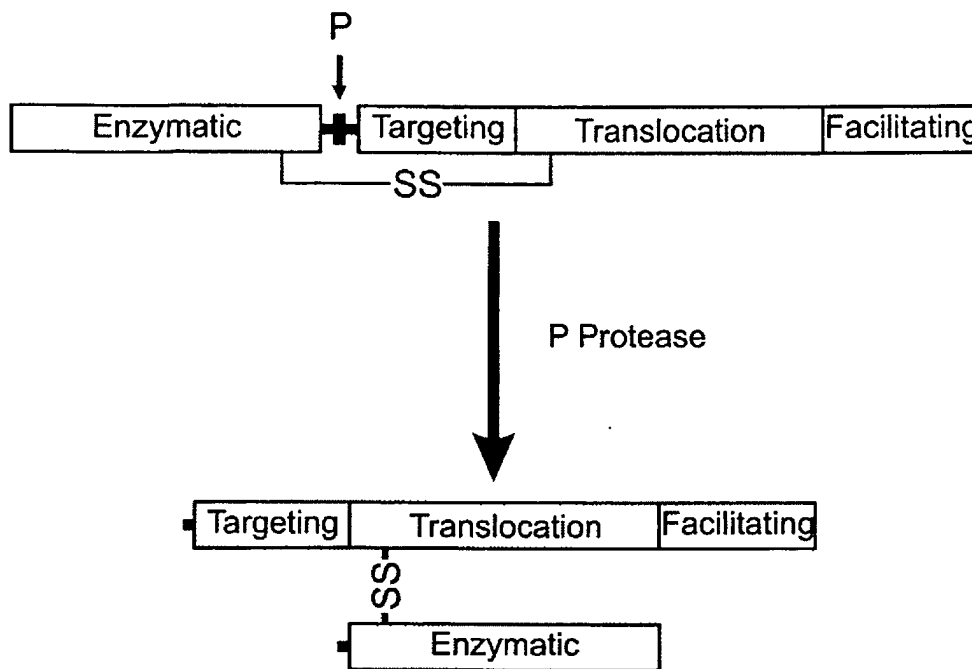 P
Enzymatic Targeting Translocation Facilitating
SS
P Protease
Targeting Translocation Facilitating
SS
Enzymatic